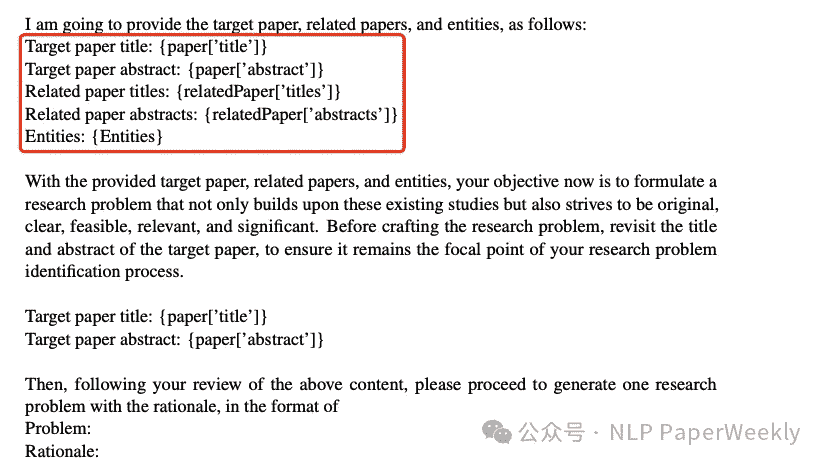 I am going to provide the target paper, related papers, and entities, as follows:
Target paper title: {paper['title']}
Target paper abstract: {paper['abstract']}
Related paper titles: {relatedPaper['titles']}
Related paper abstracts: {relatedPaper['abstracts']}
Entities: {Entities}
With the provided target paper, related papers, and entities, your objective now is to formulate a
research problem that not only builds upon these existing studies but also strives to be original,
clear, feasible, relevant, and significant. Before crafting the research problem, revisit the title
and abstract of the target paper, to ensure it remains the focal point of your research problem
identification process.
Target paper title: {paper['title']}
Target paper abstract: {paper['abstract']}
Then, following your review of the above content, please proceed to generate one research
problem with the rationale, in the format of
Problem:
Rationale:
公众号 · NLP PaperWeekly